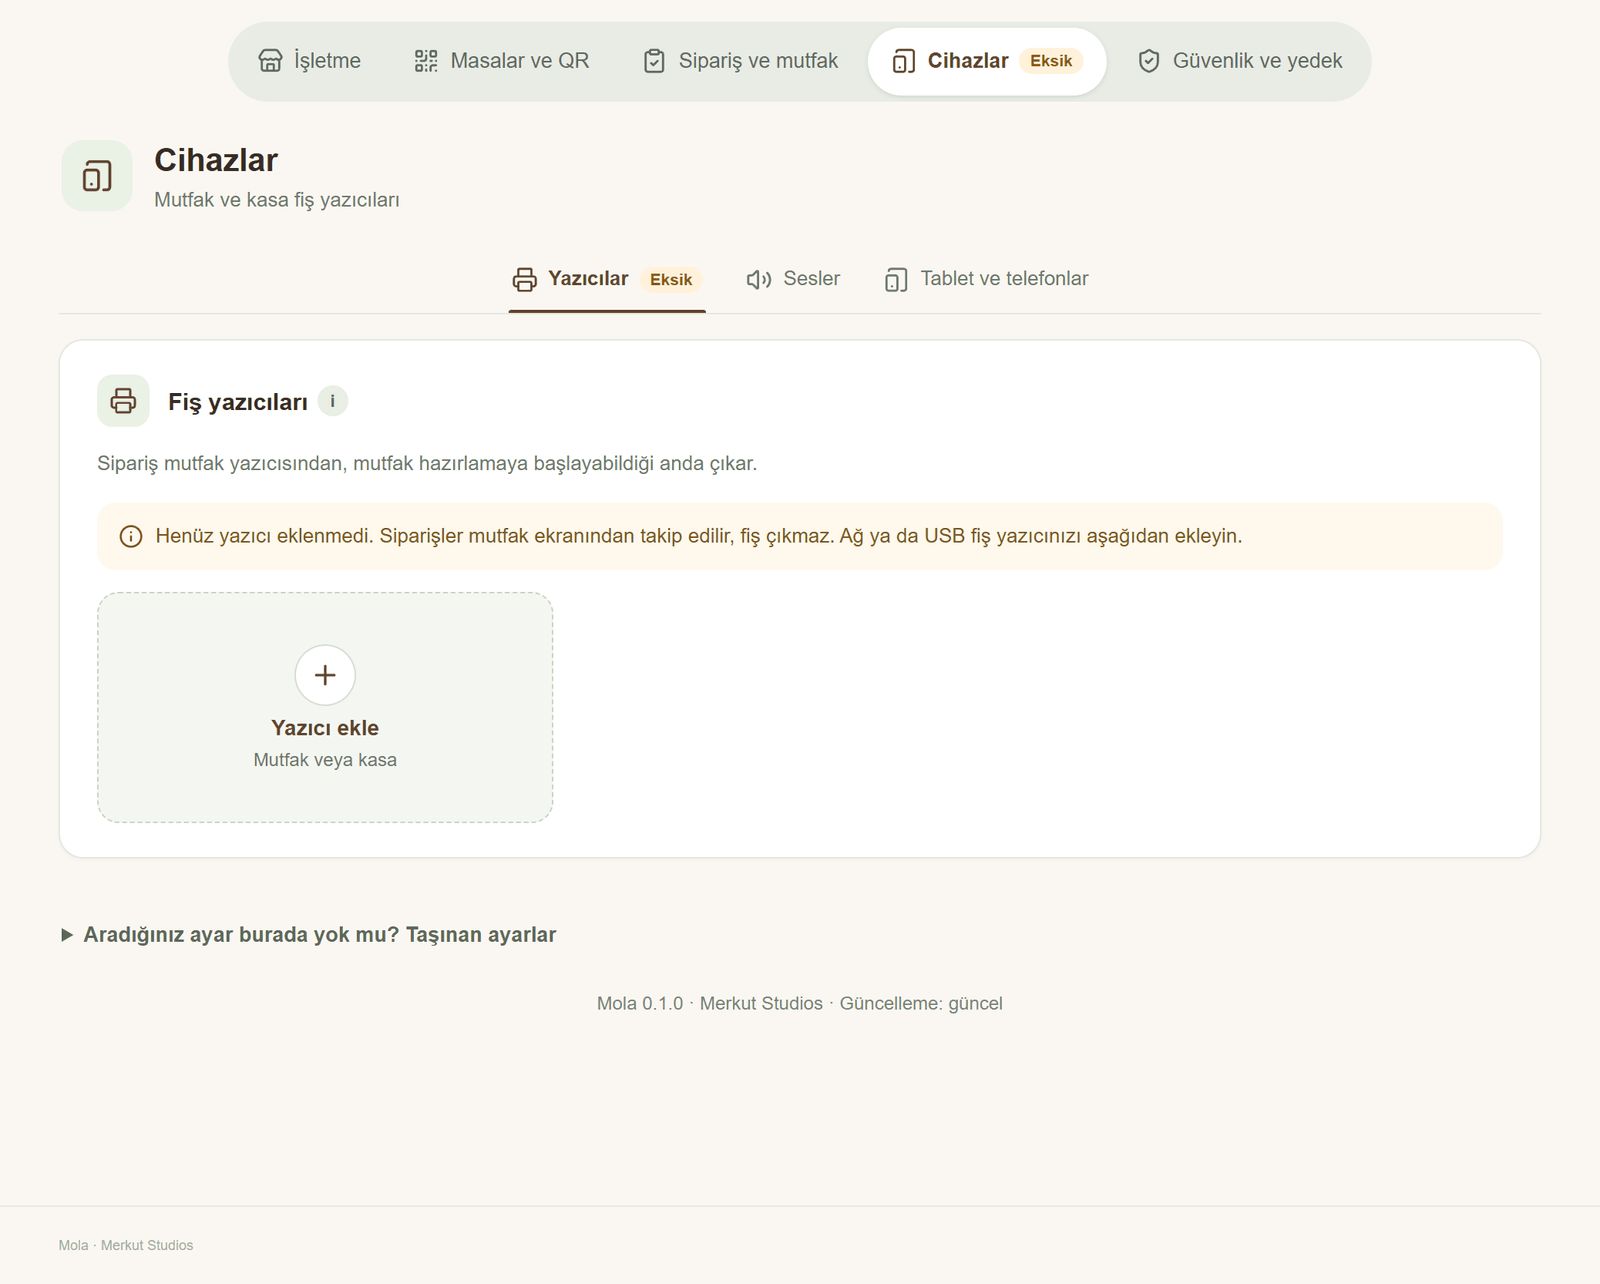 İşletme
Masalar ve QR
Sipariş ve mutfak
Cihazlar
Eksik
Güvenlik ve yedek
Cihazlar
Mutfak ve kasa fiş yazıcıları
Yazıcılar
Eksik
Sesler
Tablet ve telefonlar
Fiş yazıcıları
i
Sipariş mutfak yazıcısından, mutfak hazırlamaya başlayabildiği anda çıkar.
Henüz yazıcı eklenmedi. Siparişler mutfak ekranından takip edilir, fiş çıkmaz. Ağ ya da USB fiş yazıcınızı aşağıdan ekleyin.
Yazıcı ekle
Mutfak veya kasa
Aradığınız ayar burada yok mu? Taşınan ayarlar
Mola 0.1.0 · Merkut Studios · Güncelleme: güncel
Mola · Merkut Studios